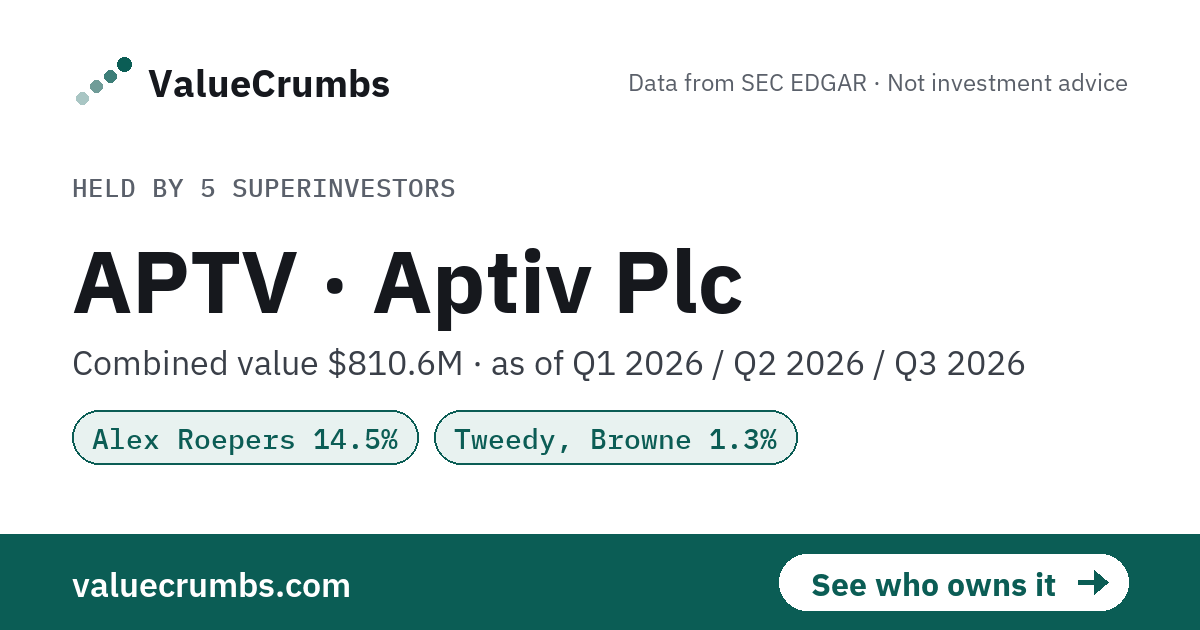 ValueCrumbs
Data from SEC EDGAR · Not investment advice
HELD BY 5 SUPERINVESTORS
APTV · Aptiv Plc
Combined value $810.6M · as of Q1 2026 / Q2 2026 / Q3 2026
Alex Roepers 14.5%
Tweedy, Browne 1.3%
valuecrumbs.com
See who owns it →